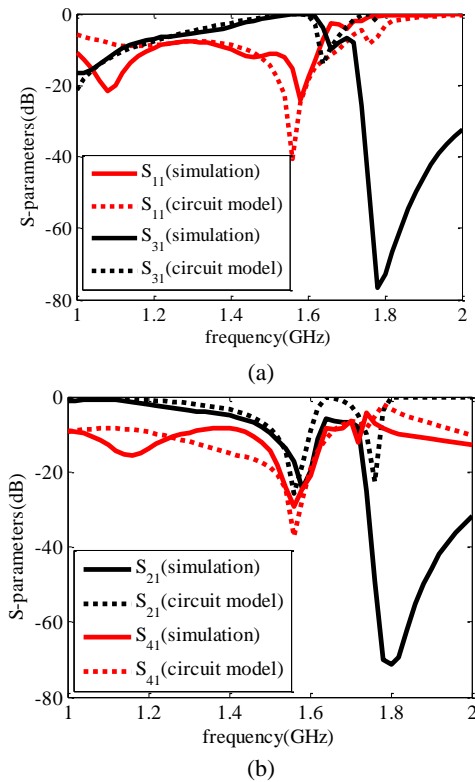 0
-20
-40
-60
-80
S-parameters(dB)
S11(simulation)
S11(circuit model)
S31(simulation)
S31(circuit model)
1 1.2 1.4 1.6 1.8 2
frequency(GHz)
(a)
0
-20
-40
-60
-80
S-parameters(dB)
S21(simulation)
S21(circuit model)
S41(simulation)
S41(circuit model)
1 1.2 1.4 1.6 1.8 2
frequency(GHz)
(b)